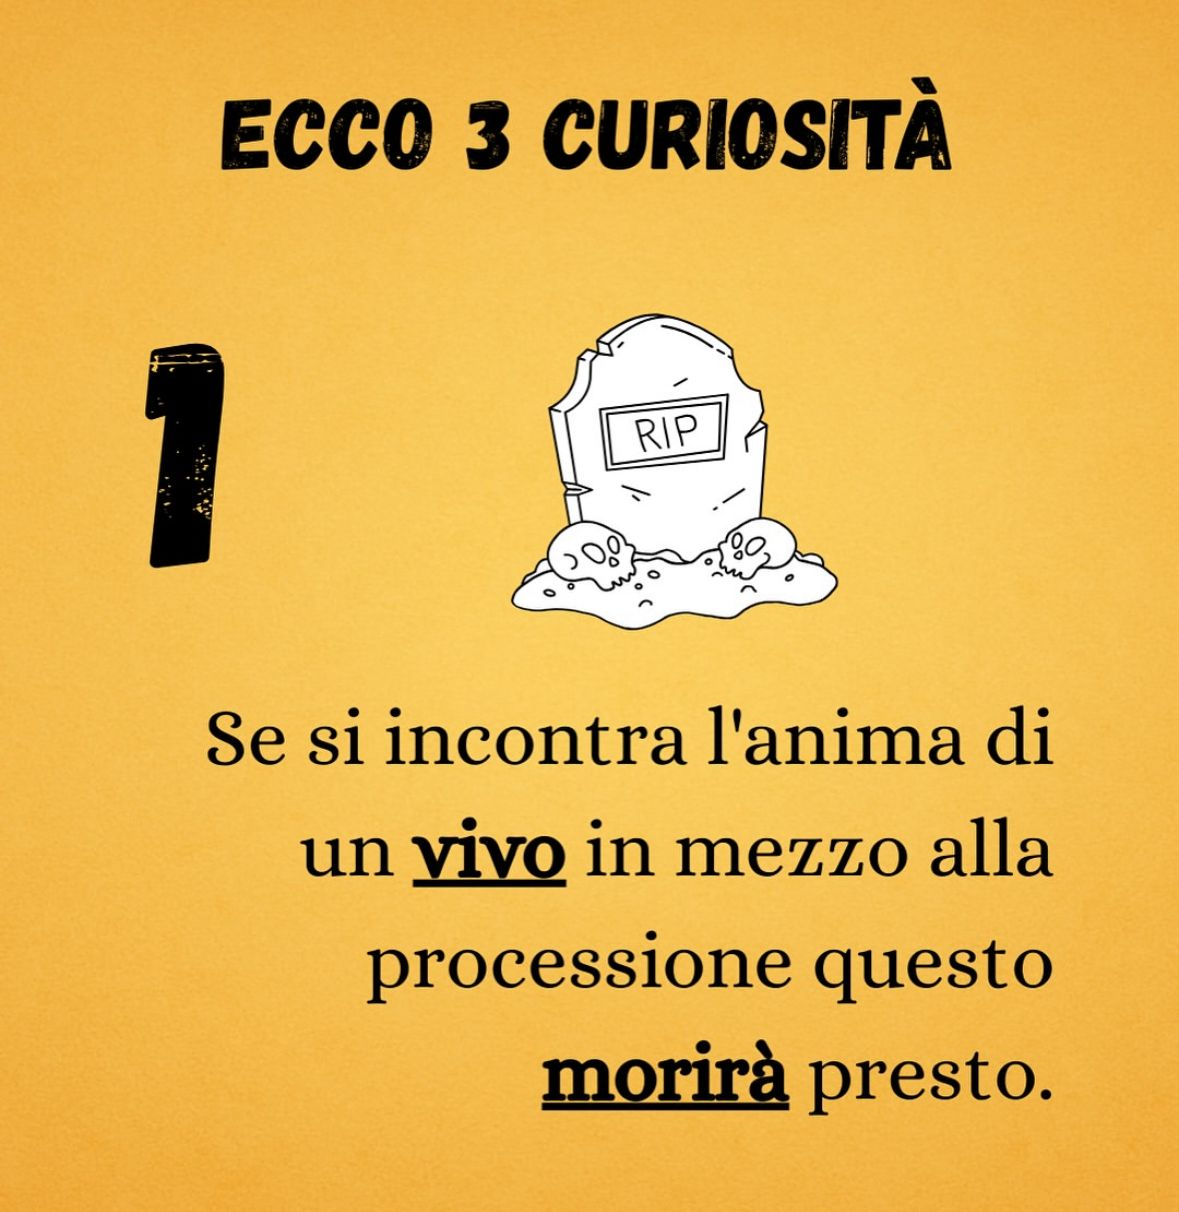 ECCO 3 CURIOSITÀ
1
RIP
Se si incontra l'anima di
un vivo in mezzo alla
processione questo
morirà presto.